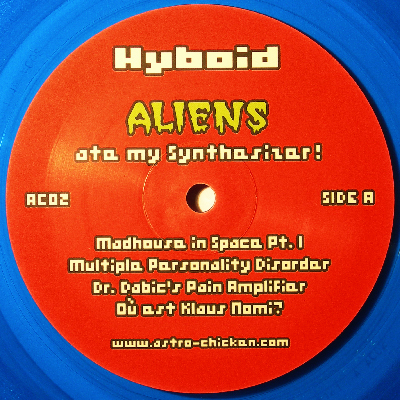 Hyboid
ALIENS
ate my Synthesizer!
AC02
SIDE A
Madhouse in Space Pt. I
Multiple Personality Disorder
Dr. Dabic's Pain Amplifier
Où est Klaus Nomi?
www.astro-chicken.com